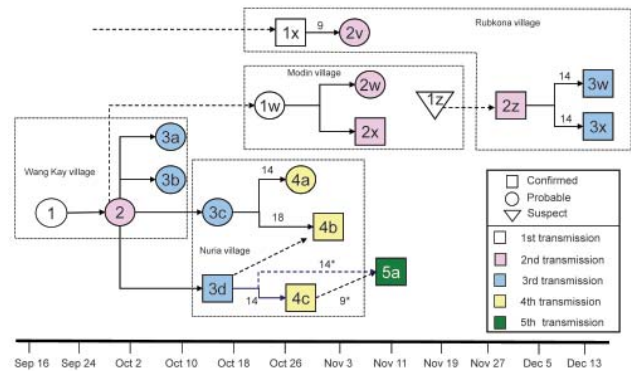 Rubkona village
1x
9
2v
Modin village
1w
2w
2x
1z
2z
14
3w
14
3x
Wang Kay village
1
2
3a
3b
Nuria village
3c
14
4a
18
4b
3d
14*
14
4c
9*
5a
Confirmed
Probable
Suspect
1st transmission
2nd transmission
3rd transmission
4th transmission
5th transmission
Sep 16 Sep 24 Oct 2 Oct 10 Oct 18 Oct 26 Nov 3 Nov 11 Nov 19 Nov 27 Dec 5 Dec 13